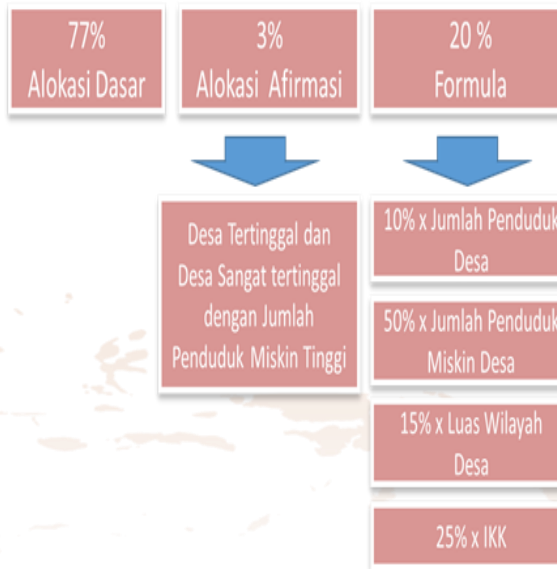 77%
Alokasi Dasar
3%
Alokasi Afirmasi
20 %
Formula
Desa Tertinggal dan
Desa Sangat tertinggal
dengan Jumlah
Penduduk Miskin Tinggi
10% x Jumlah Penduduk
Desa
50% x Jumlah Penduduk
Miskin Desa
15% x Luas Wilayah
Desa
25% x IKK